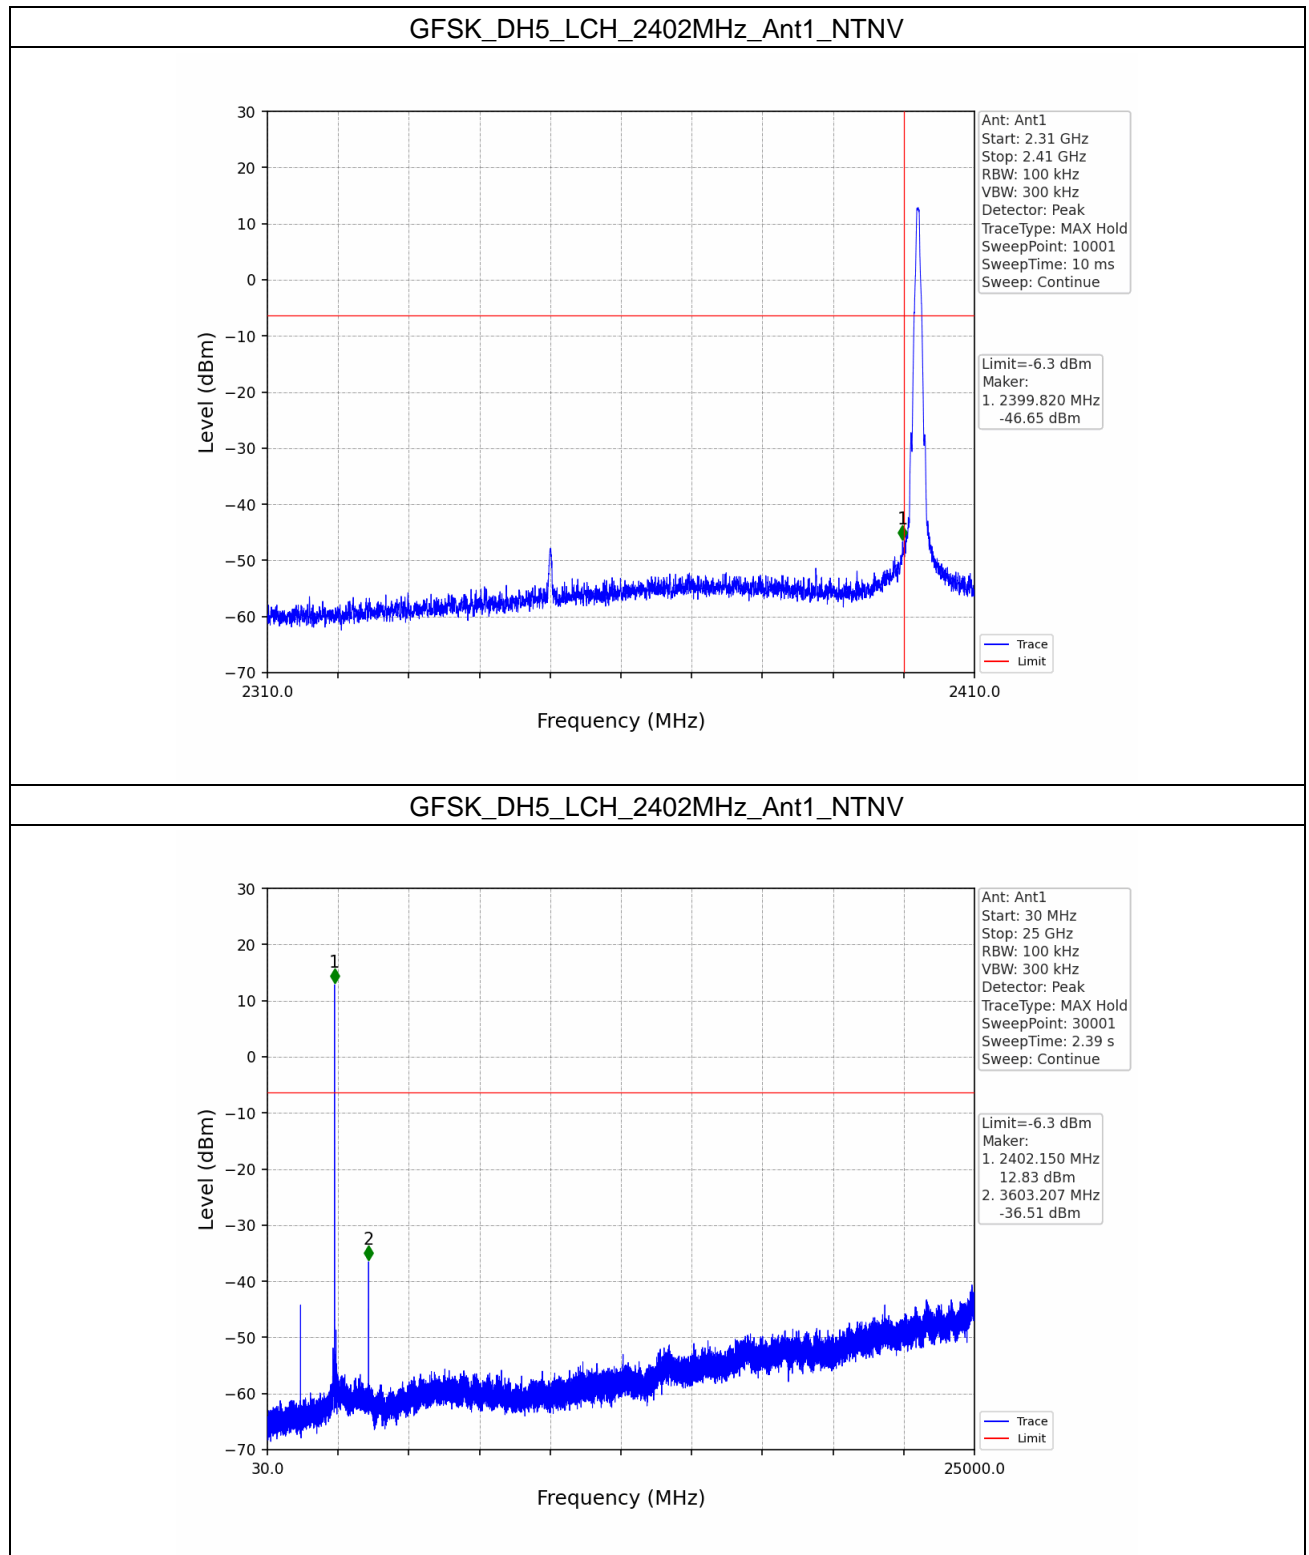 GFSK_DH5_LCH_2402MHz_Ant1_NTNV
30
20
10
0
−10
−20
−30
−40
−50
−60
−70
Level (dBm)
2310.0
2410.0
Frequency (MHz)
1
Ant: Ant1
Start: 2.31 GHz
Stop: 2.41 GHz
RBW: 100 kHz
VBW: 300 kHz
Detector: Peak
TraceType: MAX Hold
SweepPoint: 10001
SweepTime: 10 ms
Sweep: Continue
Limit=-6.3 dBm
Maker:
1. 2399.820 MHz
-46.65 dBm
Trace
Limit
GFSK_DH5_LCH_2402MHz_Ant1_NTNV
30
20
10
0
−10
−20
−30
−40
−50
−60
−70
Level (dBm)
30.0
25000.0
Frequency (MHz)
1
2
Ant: Ant1
Start: 30 MHz
Stop: 25 GHz
RBW: 100 kHz
VBW: 300 kHz
Detector: Peak
TraceType: MAX Hold
SweepPoint: 30001
SweepTime: 2.39 s
Sweep: Continue
Limit=-6.3 dBm
Maker:
1. 2402.150 MHz
12.83 dBm
2. 3603.207 MHz
-36.51 dBm
Trace
Limit